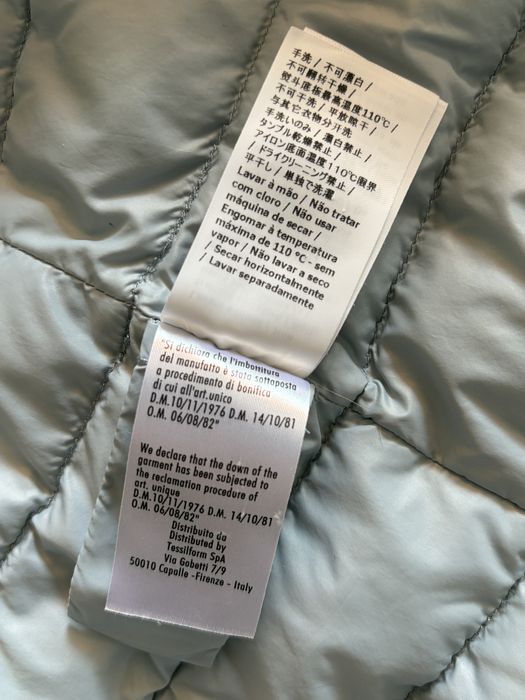 手洗 / 不可漂白 /
不可翻转干燥 /
熨斗底板最高温度110℃ /
不可干洗 / 平放晾干 /
与其它衣物分开洗
手洗いのみ / 漂白禁止 /
タンブル乾燥禁止 /
アイロン底面温度110℃限界
/ ドライクリーニング禁止 /
平干し / 単独で洗濯
Lavar à mão / Não tratar
com cloro / Não usar
máquina de secar /
Engomar à temperatura
máxima de 110 ºC - sem
vapor / Não lavar a seco
/ Secar horizontalmente
/ Lavar separadamente
"Si dichiara che l'imbottitura
del manufatto è stata sottoposta
a procedimento di bonifica
di cui all'art.unico
D.M.10/11/1976 D.M. 14/10/81
O.M. 06/08/82"
We declare that the down of the
garment has been subjected to
the reclamation procedure of
art. unique
D.M.10/11/1976 D.M. 14/10/81
O.M. 06/08/82"
Distribuito da
Distributed by
Tessilform SpA
Via Gobetti 7/9
50010 Capalle -Firenze - Italy